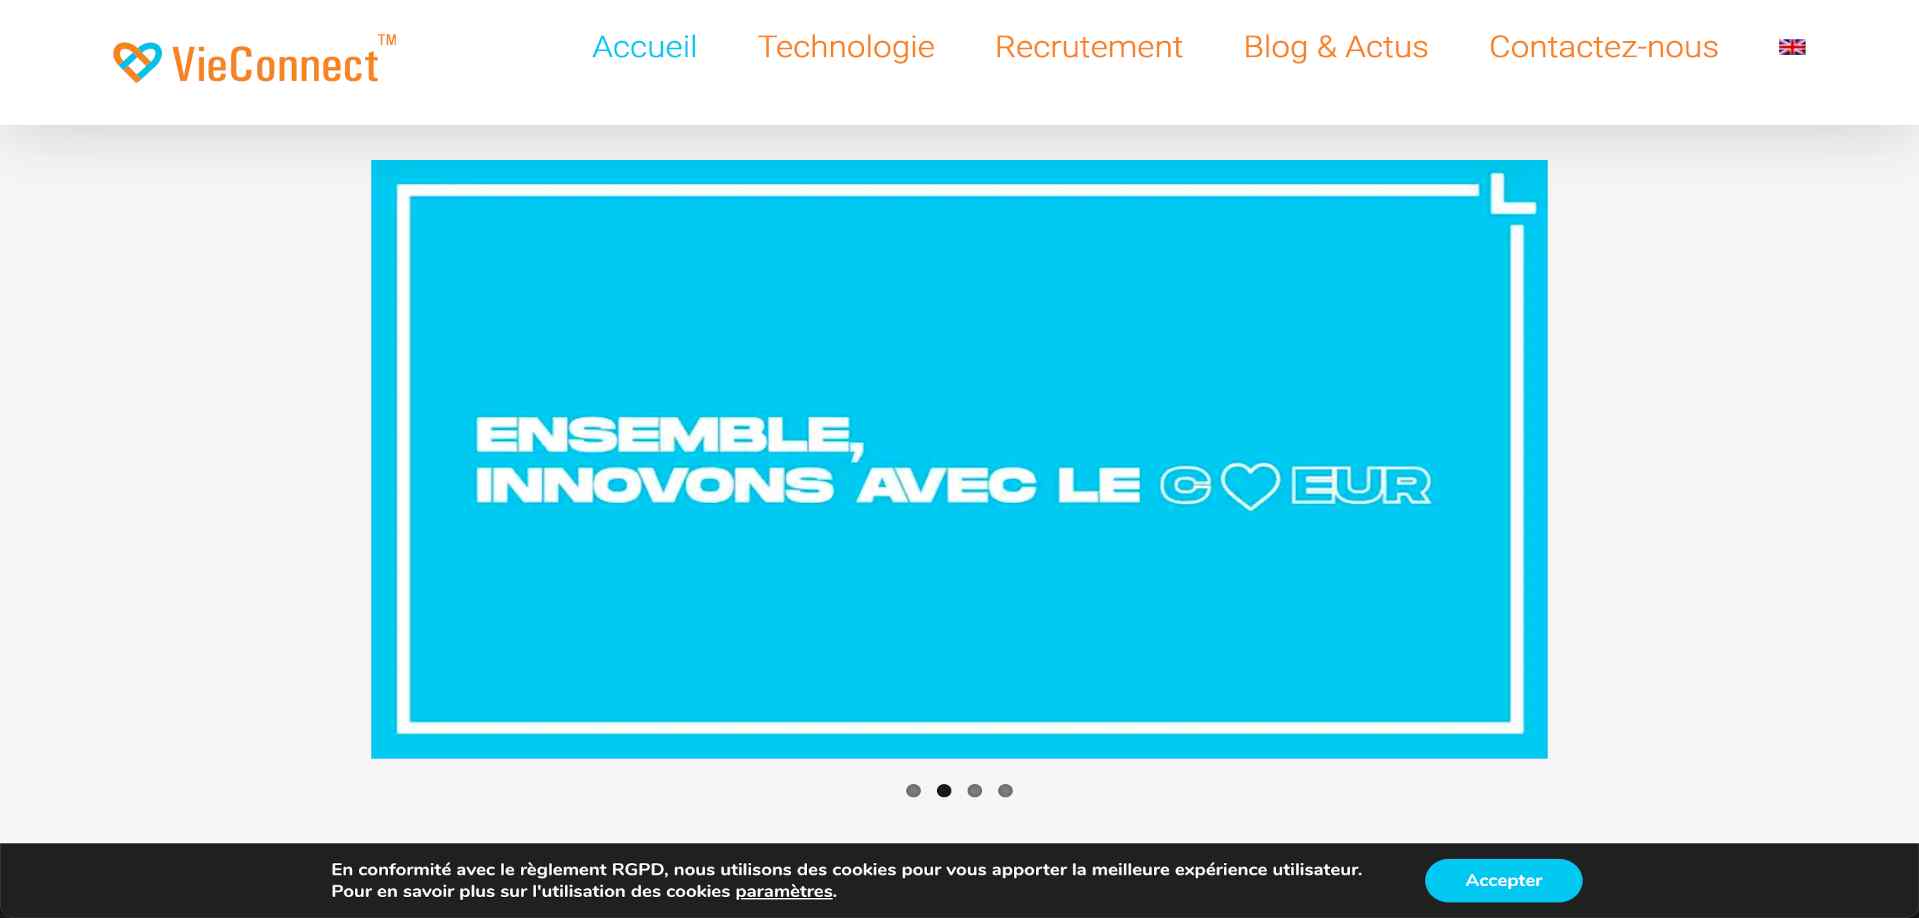 VieConnect™
Accueil
Technologie
Recrutement
Blog & Actus
Contactez-nous
L
ENSEMBLE,
INNOVONS AVEC LE C♡EUR
En conformité avec le règlement RGPD, nous utilisons des cookies pour vous apporter la meilleure expérience utilisateur.
Pour en savoir plus sur l'utilisation des cookies paramètres.
Accepter